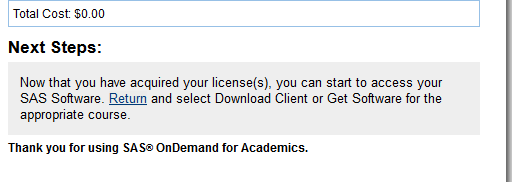 Total Cost: $0.00
Next Steps:
Now that you have acquired your license(s), you can start to access your
SAS Software. Return and select Download Client or Get Software for the
appropriate course.
Thank you for using SAS® OnDemand for Academics.